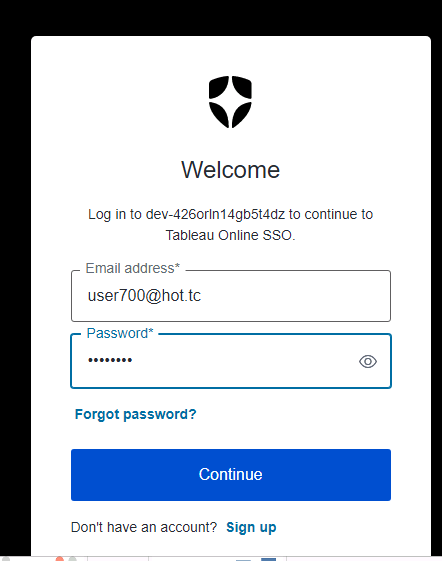 Welcome
Log in to dev-426orln14gb5t4dz to continue to
Tableau Online SSO.
Email address*
user700@hot.tc
Password*
••••••••
Forgot password?
Continue
Don't have an account? Sign up